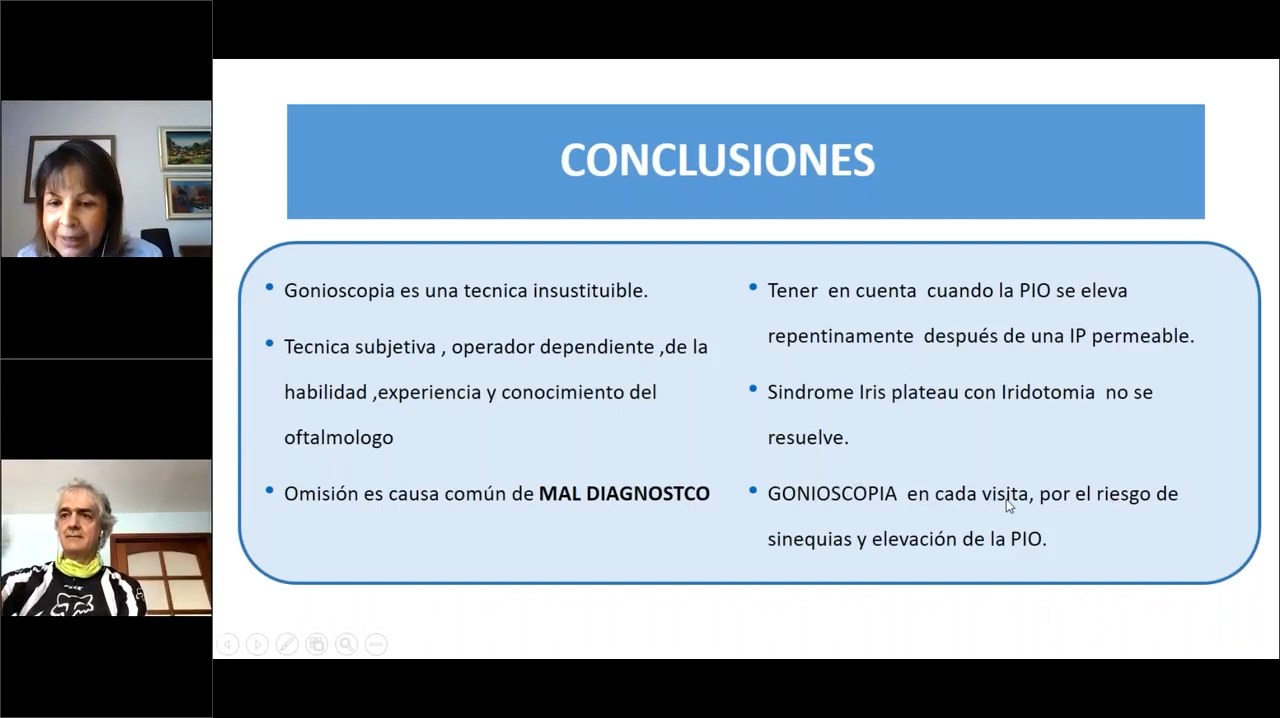 CONCLUSIONES
Gonioscopia es una tecnica insustituible.
Tecnica subjetiva , operador dependiente ,de la
habilidad ,experiencia y conocimiento del
oftalmologo
Omisión es causa común de MAL DIAGNOSTCO
Tener en cuenta cuando la PIO se eleva
repentinamente después de una IP permeable.
Sindrome Iris plateau con Iridotomia no se
resuelve.
GONIOSCOPIA en cada visita, por el riesgo de
sinequias y elevación de la PIO.